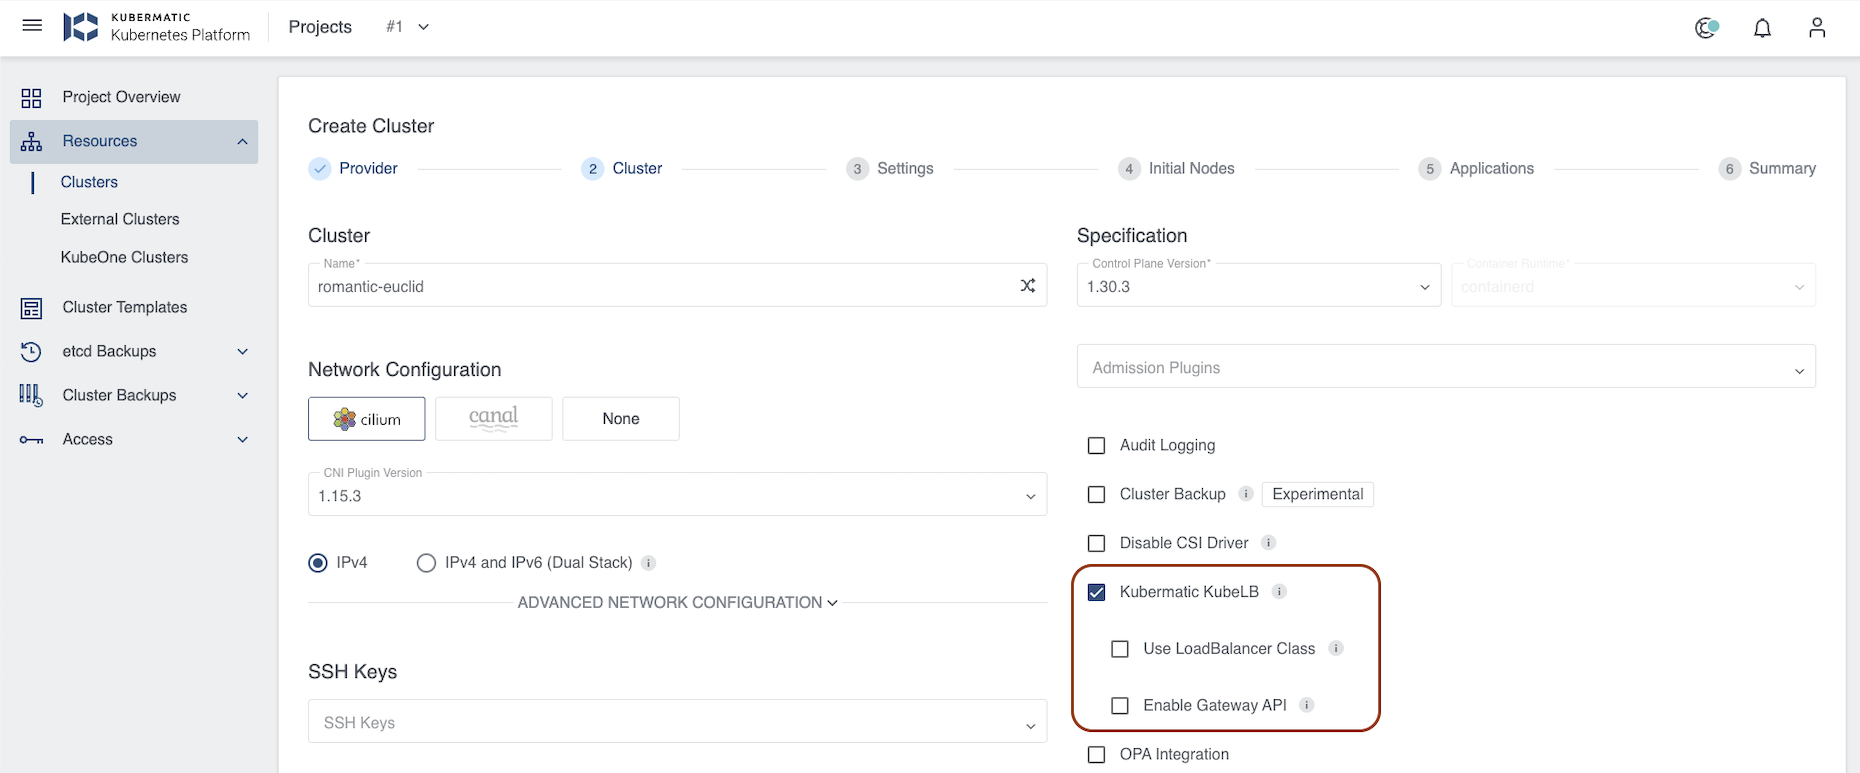 KUBERMATIC
Kubernetes Platform
Projects
#1
Project Overview
Resources
Clusters
External Clusters
KubeOne Clusters
Cluster Templates
etcd Backups
Cluster Backups
Access
Create Cluster
Provider
2 Cluster
3 Settings
4 Initial Nodes
5 Applications
6 Summary
Cluster
Name*
romantic-euclid
Network Configuration
cilium
canal
None
CNI Plugin Version
1.15.3
IPv4
IPv4 and IPv6 (Dual Stack) i
ADVANCED NETWORK CONFIGURATION
SSH Keys
SSH Keys
Specification
Control Plane Version*
1.30.3
Container Runtime*
containerd
Admission Plugins
Audit Logging
Cluster Backup i Experimental
Disable CSI Driver i
Kubermatic KubeLB i
Use LoadBalancer Class i
Enable Gateway API i
OPA Integration